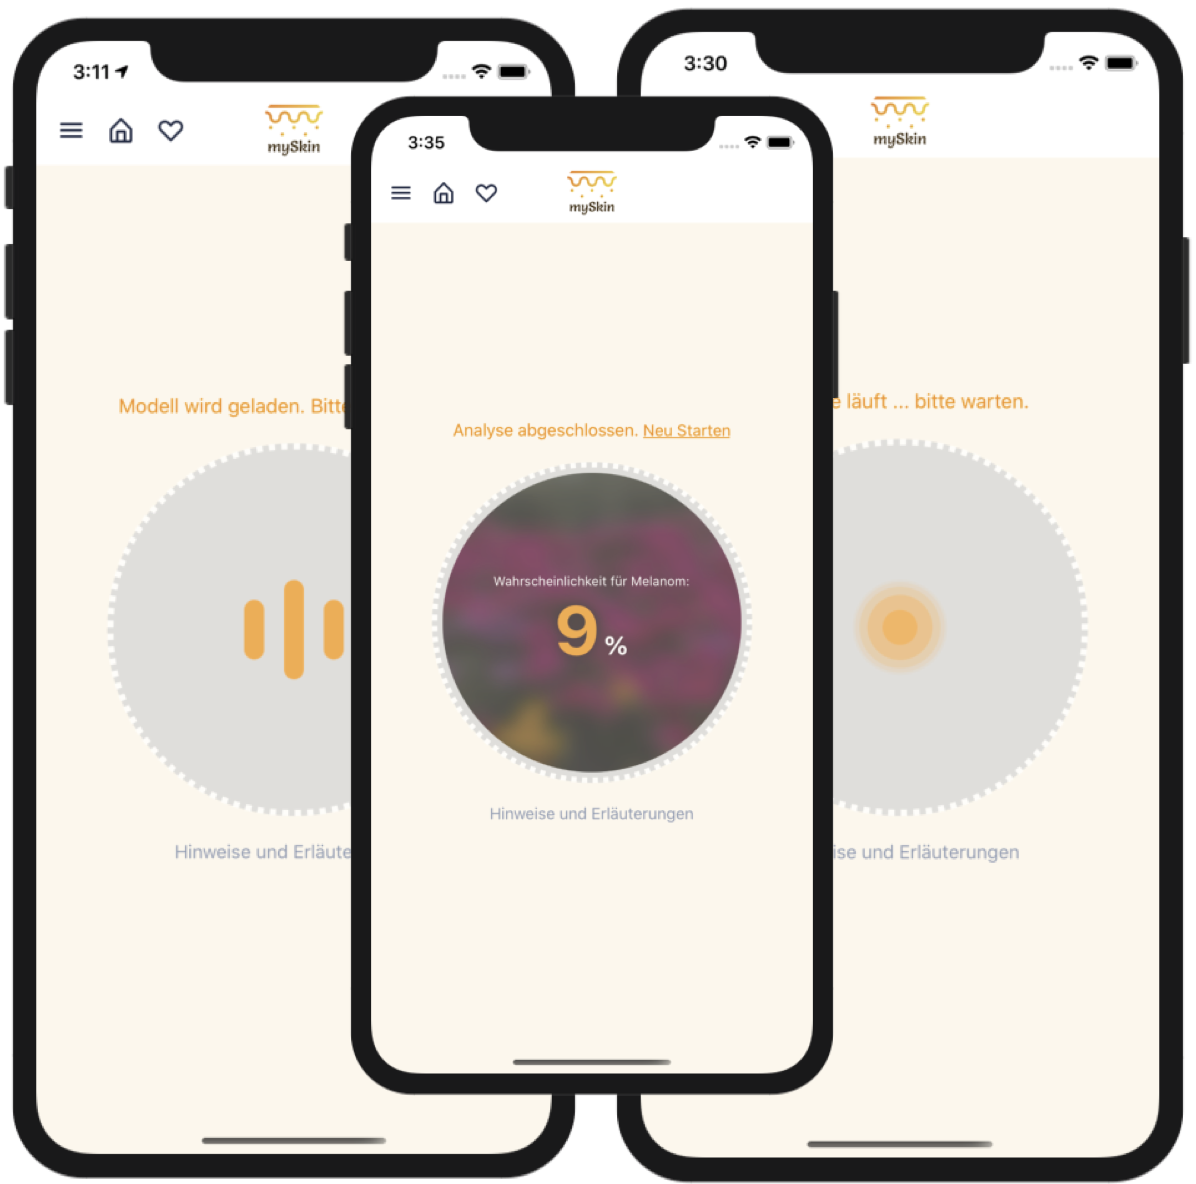 3:11
mySkin
Modell wird geladen. Bitte
Hinweise und Erläute
3:35
mySkin
Analyse abgeschlossen. Neu Starten
Wahrscheinlichkeit für Melanom:
9 %
Hinweise und Erläuterungen
3:30
mySkin
e läuft ... bitte warten.
ise und Erläuterungen